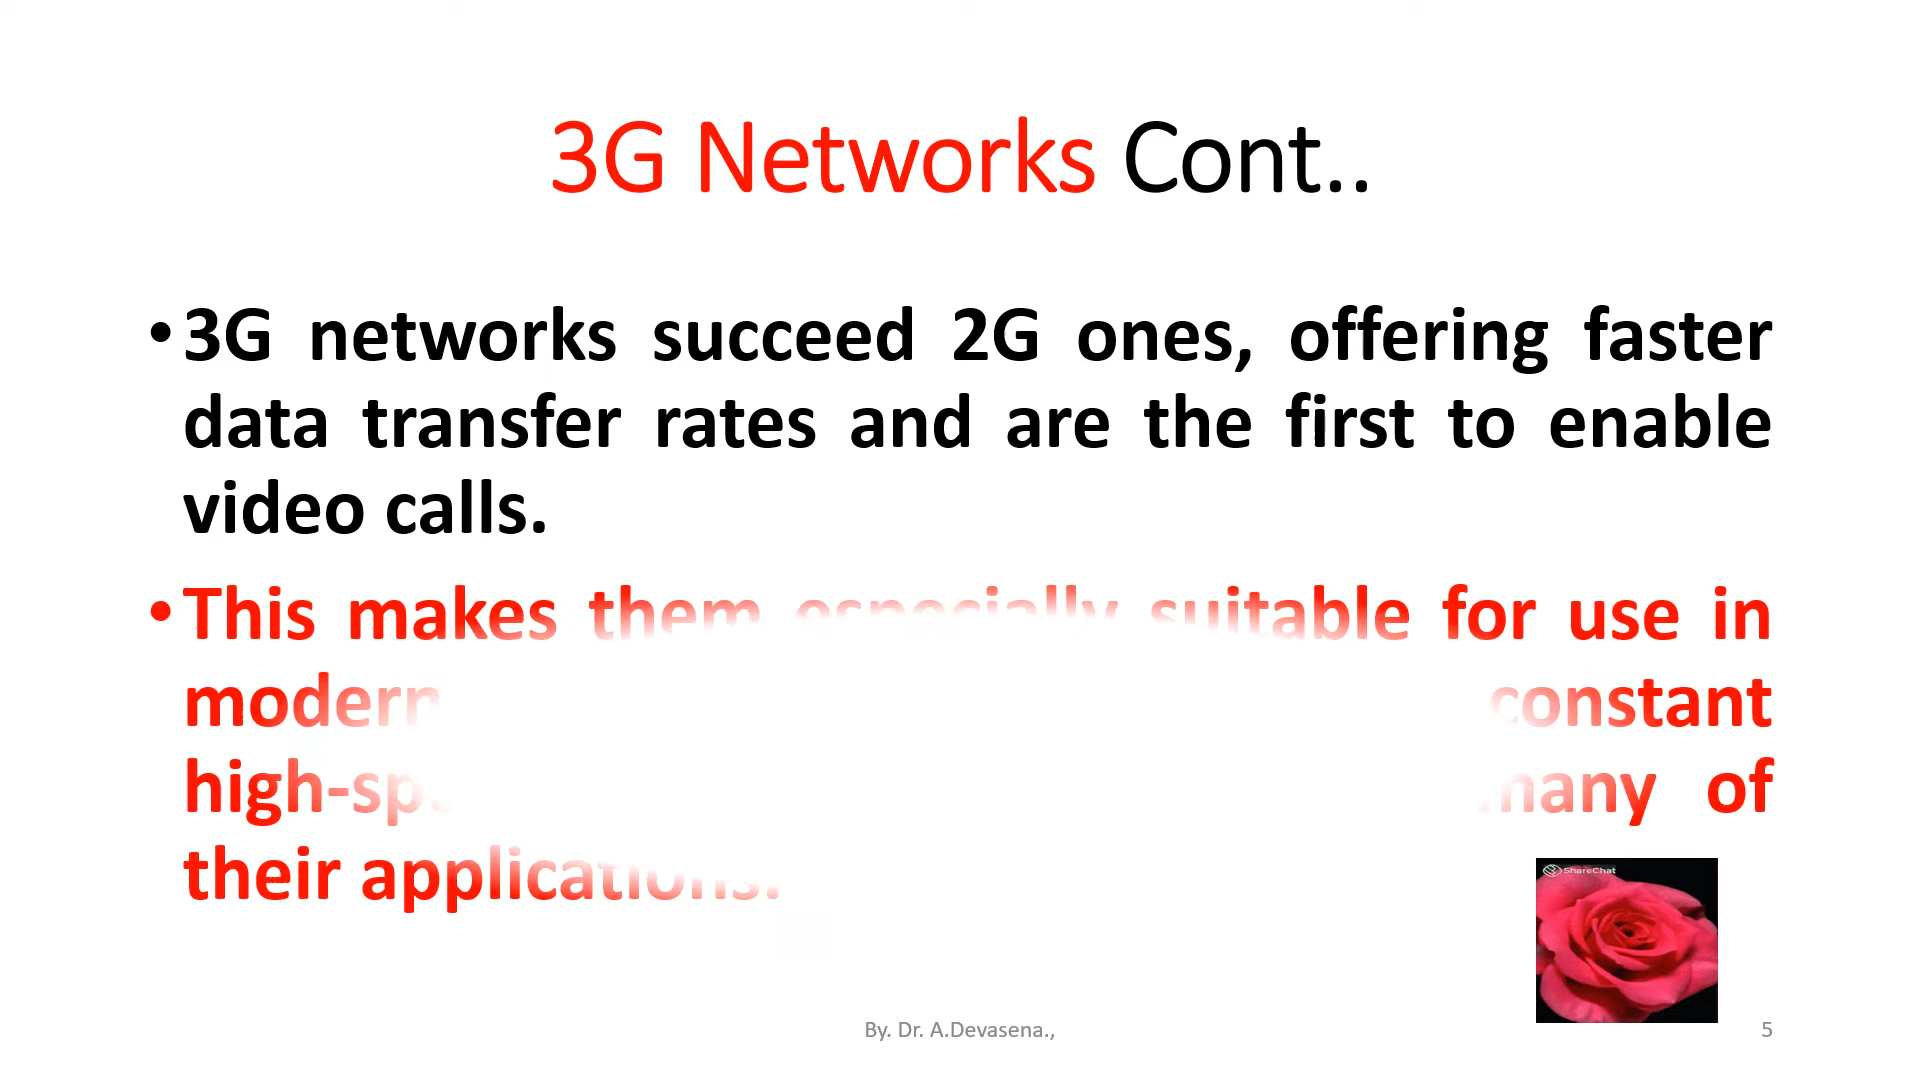 3G Networks Cont..
•3G networks succeed 2G ones, offering faster
data transfer rates and are the first to enable
video calls.
•This makes them especially suitable for use in
modern constant
many of
their applications.
ShareChat
By. Dr. A.Devasena.,
5